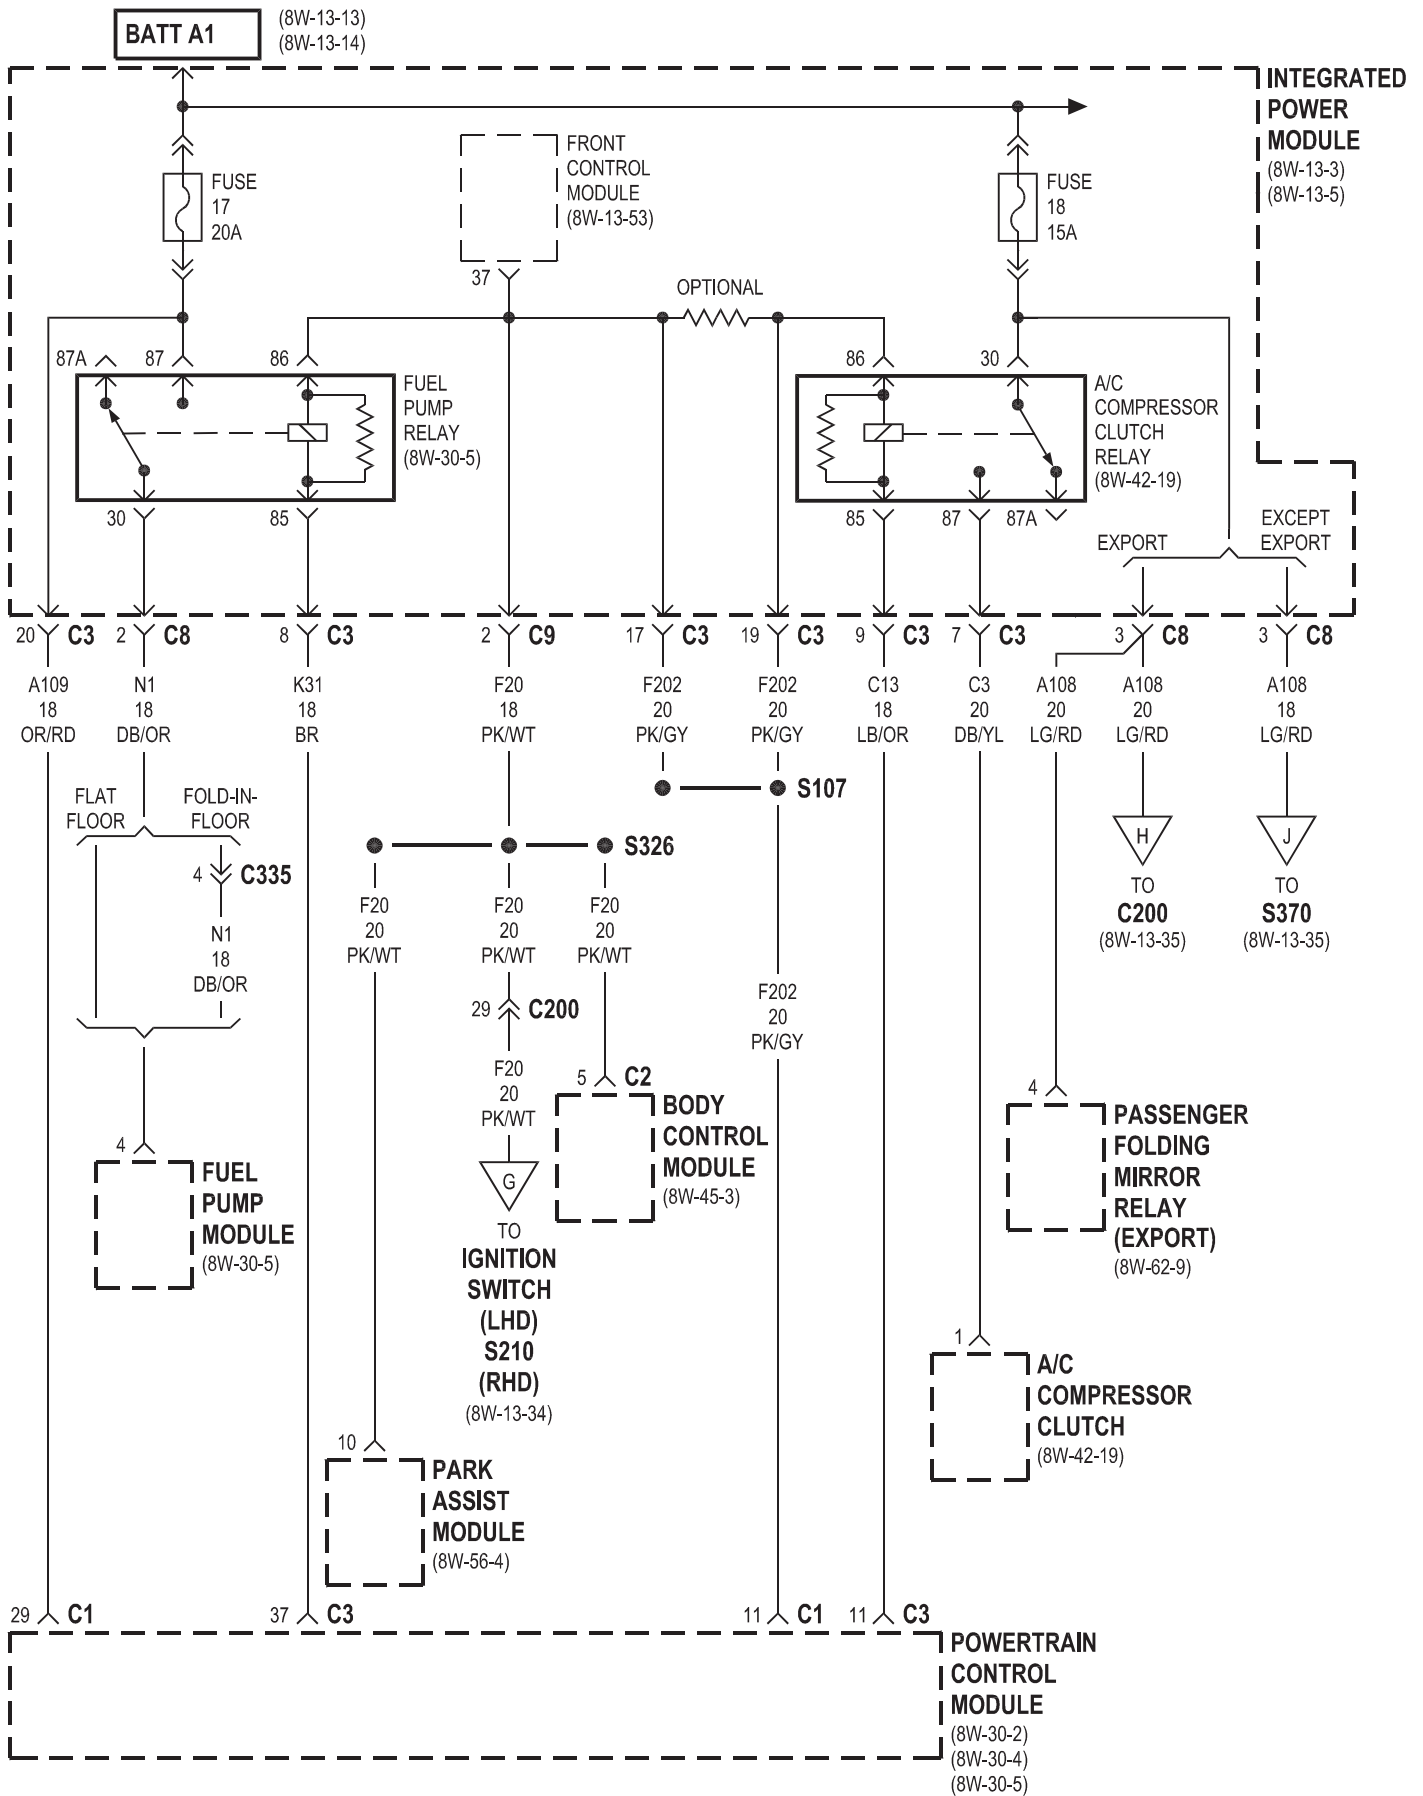 BATT A1
(8W-13-13)
(8W-13-14)
INTEGRATED
POWER
MODULE
(8W-13-3)
(8W-13-5)
FUSE
17
20A
FRONT
CONTROL
MODULE
(8W-13-53)
37
FUSE
18
15A
OPTIONAL
87A
87
86
FUEL
PUMP
RELAY
(8W-30-5)
30
85
86
30
A/C
COMPRESSOR
CLUTCH
RELAY
(8W-42-19)
85
87
87A
EXPORT
EXCEPT
EXPORT
20 C3
2 C8
8 C3
2 C9
17 C3
19 C3
9 C3
7 C3
3 C8
3 C8
A109
18
OR/RD
N1
18
DB/OR
K31
18
BR
F20
18
PK/WT
F202
20
PK/GY
F202
20
PK/GY
C13
18
LB/OR
C3
20
DB/YL
A108
20
LG/RD
A108
20
LG/RD
A108
18
LG/RD
S107
FLAT
FLOOR
FOLD-IN-
FLOOR
4 C335
N1
18
DB/OR
S326
F20
20
PK/WT
F20
20
PK/WT
F20
20
PK/WT
H
TO
C200
(8W-13-35)
J
TO
S370
(8W-13-35)
29 C200
F20
20
PK/WT
F202
20
PK/GY
5 C2
BODY
CONTROL
MODULE
(8W-45-3)
4
PASSENGER
FOLDING
MIRROR
RELAY
(EXPORT)
(8W-62-9)
4
FUEL
PUMP
MODULE
(8W-30-5)
G
TO
IGNITION
SWITCH
(LHD)
S210
(RHD)
(8W-13-34)
1
A/C
COMPRESSOR
CLUTCH
(8W-42-19)
10
PARK
ASSIST
MODULE
(8W-56-4)
29 C1
37 C3
11 C1
11 C3
POWERTRAIN
CONTROL
MODULE
(8W-30-2)
(8W-30-4)
(8W-30-5)